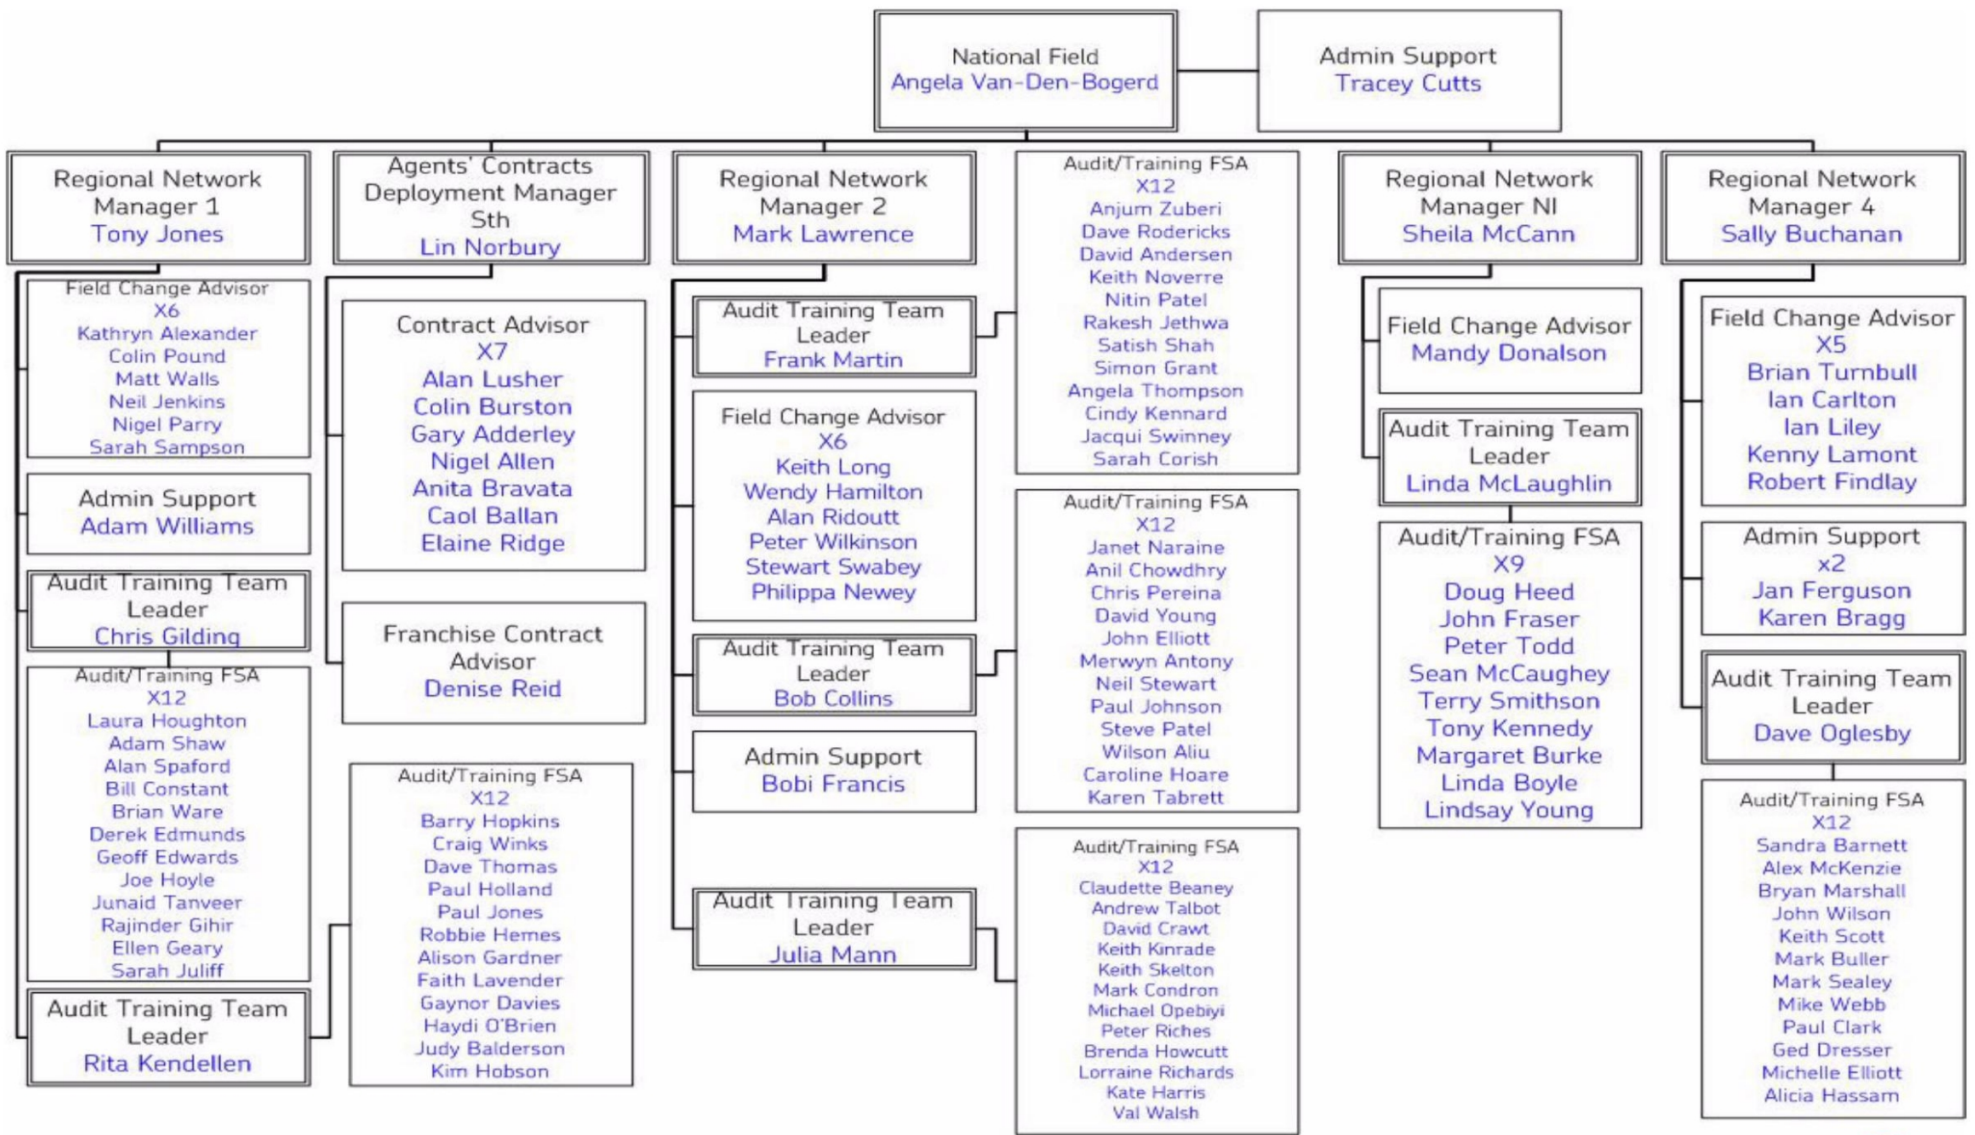 National Field
Angela Van-Den-Bogerd
Admin Support
Tracey Cutts
Regional Network
Manager 1
Tony Jones
Field Change Advisor
X6
Kathryn Alexander
Colin Pound
Matt Walls
Neil Jenkins
Nigel Parry
Sarah Sampson
Admin Support
Adam Williams
Audit Training Team
Leader
Chris Gilding
Audit/Training FSA
X12
Laura Houghton
Adam Shaw
Alan Spaford
Bill Constant
Brian Ware
Derek Edmunds
Geoff Edwards
Joe Hoyle
Junaid Tanveer
Rajinder Gihir
Ellen Geary
Sarah Juliff
Audit Training Team
Leader
Rita Kendellen
Audit/Training FSA
X12
Barry Hopkins
Craig Winks
Dave Thomas
Paul Holland
Paul Jones
Robbie Hemes
Alison Gardner
Faith Lavender
Gaynor Davies
Haydi O'Brien
Judy Balderson
Kim Hobson
Agents' Contracts
Deployment Manager
Sth
Lin Norbury
Contract Advisor
X7
Alan Lusher
Colin Burston
Gary Adderley
Nigel Allen
Anita Bravata
Caol Ballan
Elaine Ridge
Franchise Contract
Advisor
Denise Reid
Regional Network
Manager 2
Mark Lawrence
Audit Training Team
Leader
Frank Martin
Audit/Training FSA
X12
Anjum Zuberi
Dave Rodericks
David Andersen
Keith Noverre
Nitin Patel
Rakesh Jethwa
Satish Shah
Simon Grant
Angela Thompson
Cindy Kennard
Jacqui Swinney
Sarah Corish
Field Change Advisor
X6
Keith Long
Wendy Hamilton
Alan Ridoutt
Peter Wilkinson
Stewart Swabey
Philippa Newey
Audit Training Team
Leader
Bob Collins
Audit/Training FSA
X12
Janet Naraine
Anil Chowdhry
Chris Pereina
David Young
John Elliott
Merwyn Antony
Neil Stewart
Paul Johnson
Steve Patel
Wilson Aliu
Caroline Hoare
Karen Tabrett
Admin Support
Bobi Francis
Audit Training Team
Leader
Julia Mann
Audit/Training FSA
X12
Claudette Beaney
Andrew Talbot
David Crawt
Keith Kinrade
Keith Skelton
Mark Condron
Michael Opebiyi
Peter Riches
Brenda Howcutt
Lorraine Richards
Kate Harris
Val Walsh
Regional Network
Manager NI
Sheila McCann
Field Change Advisor
Mandy Donalson
Audit Training Team
Leader
Linda McLaughlin
Audit/Training FSA
X9
Doug Heed
John Fraser
Peter Todd
Sean McCaughey
Terry Smithson
Tony Kennedy
Margaret Burke
Linda Boyle
Lindsay Young
Regional Network
Manager 4
Sally Buchanan
Field Change Advisor
X5
Brian Turnbull
Ian Carlton
Ian Liley
Kenny Lamont
Robert Findlay
Admin Support
x2
Jan Ferguson
Karen Bragg
Audit Training Team
Leader
Dave Oglesby
Audit/Training FSA
X12
Sandra Barnett
Alex McKenzie
Bryan Marshall
John Wilson
Keith Scott
Mark Buller
Mark Sealey
Mike Webb
Paul Clark
Ged Dresser
Michelle Elliott
Alicia Hassam